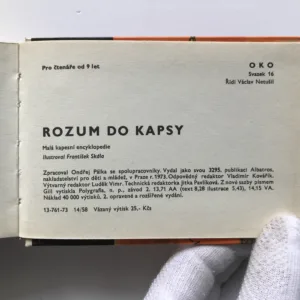 Pro čtenáře od 9 let
OKO
Svazek 16
Řídí Václav Netušil
ROZUM DO KAPSY
Malá kapesní encyklopedie
Ilustroval František Škoda
Zpracoval Ondřej Pálka se spolupracovníky. Vydal jako svou 3295. publikaci Albatros,
nakladatelství pro děti a mládež, v Praze r. 1973. Odpovědný redaktor Vladimír Kovářík.
Výtvarný redaktor Luděk Vimr. Technická redaktorka Jitka Pavlíková. Z nové sazby písmem
Gill vytiskla Polygrafia, n. p., závod 2. 13,71 AA (text 8,28 ilustrace 5,43), 14,15 VA.
Náklad 40 000 výtisků. 2. opravené a rozšířené vydání.
13-761-73 14/58 Vázaný výtisk 25,- Kčs